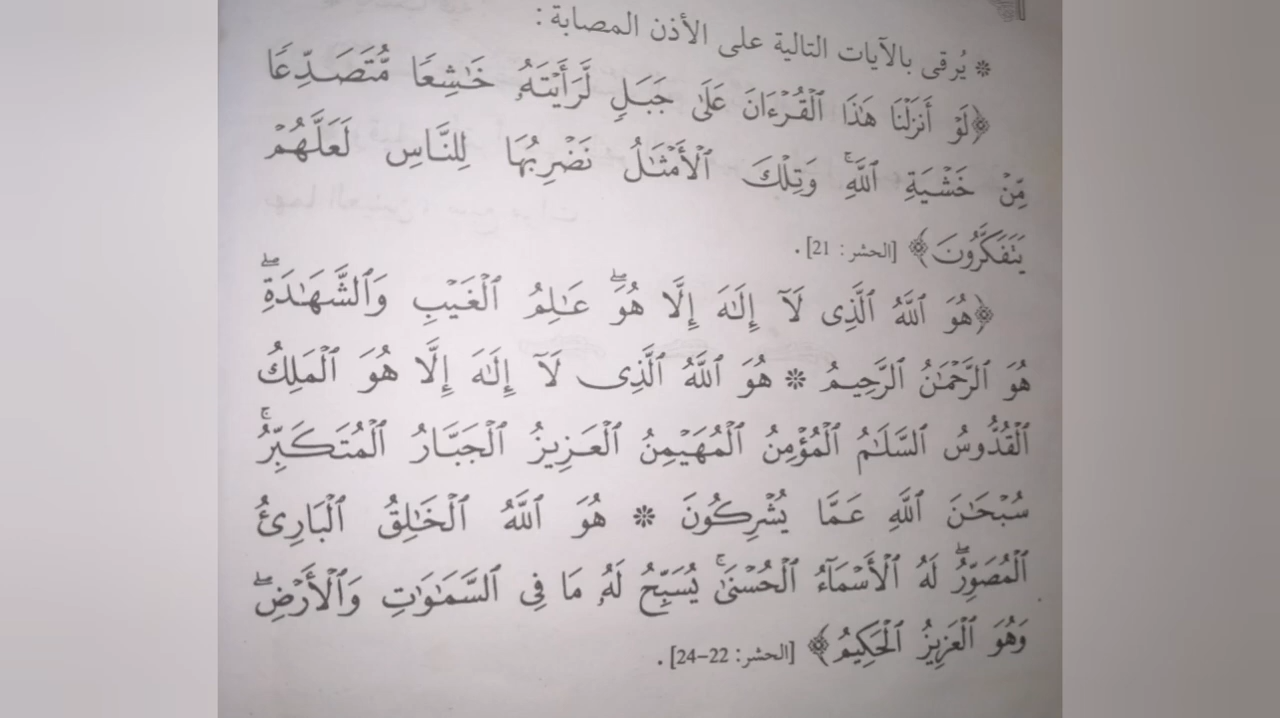 * يُرقى بالآيات التالية على الأذن المصابة :
﴿لَوۡ أَنزَلۡنَا هَٰذَا ٱلۡقُرۡءَانَ عَلَىٰ جَبَلٖ لَّرَأَيۡتَهُۥ خَٰشِعٗا مُّتَصَدِّعٗا
مِّنۡ خَشۡيَةِ ٱللَّهِۚ وَتِلۡكَ ٱلۡأَمۡثَٰلُ نَضۡرِبُهَا لِلنَّاسِ لَعَلَّهُمۡ
يَتَفَكَّرُونَ﴾ [الحشر: 21] .
﴿هُوَ ٱللَّهُ ٱلَّذِى لَآ إِلَٰهَ إِلَّا هُوَۖ عَٰلِمُ ٱلۡغَيۡبِ وَٱلشَّهَٰدَةِۖ
هُوَ ٱلرَّحۡمَٰنُ ٱلرَّحِيمُ * هُوَ ٱللَّهُ ٱلَّذِى لَآ إِلَٰهَ إِلَّا هُوَ ٱلۡمَلِكُ
ٱلۡقُدُّوسُ ٱلسَّلَٰمُ ٱلۡمُؤۡمِنُ ٱلۡمُهَيۡمِنُ ٱلۡعَزِيزُ ٱلۡجَبَّارُ ٱلۡمُتَكَبِّرُۚ
سُبۡحَٰنَ ٱللَّهِ عَمَّا يُشۡرِكُونَ * هُوَ ٱللَّهُ ٱلۡخَٰلِقُ ٱلۡبَارِئُ
ٱلۡمُصَوِّرُۖ لَهُ ٱلۡأَسۡمَآءُ ٱلۡحُسۡنَىٰۚ يُسَبِّحُ لَهُۥ مَا فِى ٱلسَّمَٰوَٰتِ وَٱلۡأَرۡضِۖ
وَهُوَ ٱلۡعَزِيزُ ٱلۡحَكِيمُ﴾ [الحشر: 22-24] .